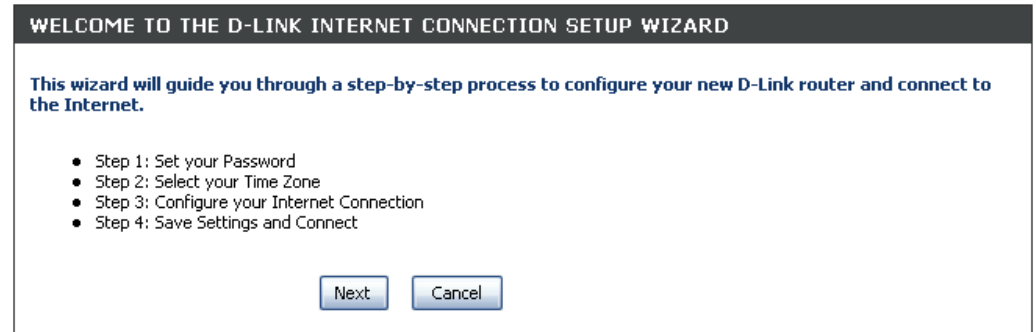 WELCOME TO THE D-LINK INTERNET CONNECTION SETUP WIZARD
This wizard will guide you through a step-by-step process to configure your new D-Link router and connect to
the Internet.
● Step 1: Set your Password
● Step 2: Select your Time Zone
● Step 3: Configure your Internet Connection
● Step 4: Save Settings and Connect
Next Cancel